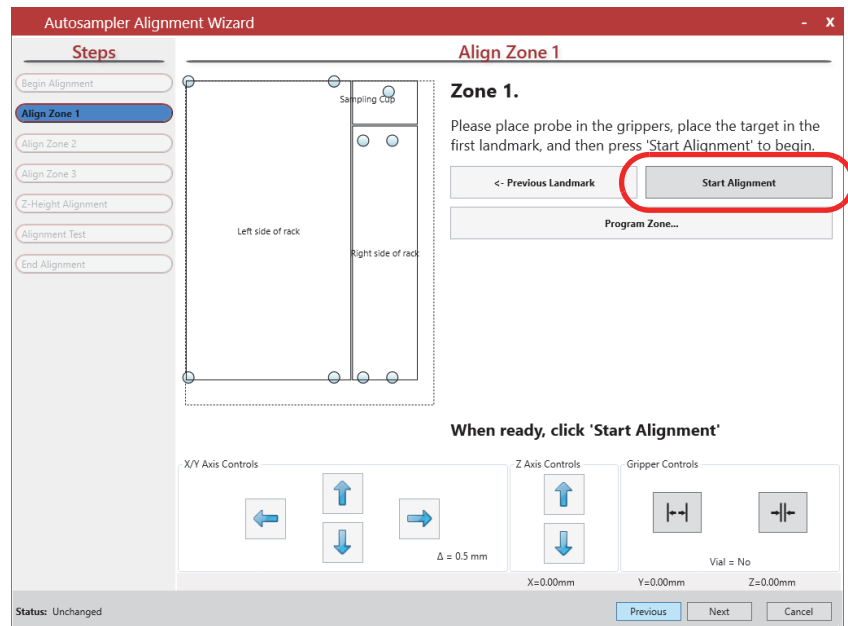 Autosampler Alignment Wizard
- X
Steps
Begin Alignment
Align Zone 1
Align Zone 2
Align Zone 3
Z-Height Alignment
Alignment Test
End Alignment
Align Zone 1
Sampling Cup
Left side of rack
Right side of rack
Zone 1.
Please place probe in the grippers, place the target in the
first landmark, and then press 'Start Alignment' to begin.
<- Previous Landmark
Start Alignment
Program Zone...
When ready, click 'Start Alignment'
X/Y Axis Controls
Δ = 0.5 mm
Z Axis Controls
Gripper Controls
Vial = No
X=0.00mm Y=0.00mm Z=0.00mm
Status: Unchanged
Previous
Next
Cancel